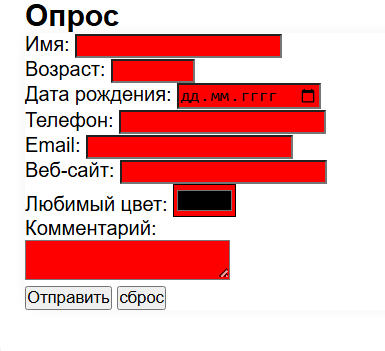 Опрос
Имя:
Возраст:
Дата рождения: дд.мм.гггг
Телефон:
Email:
Веб-сайт:
Любимый цвет:
Комментарий:
Отправить сброс